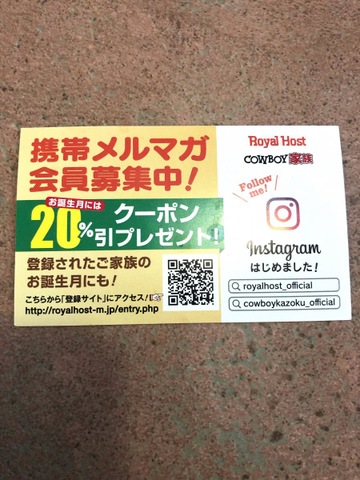 携帯メルマガ
会員募集中!
お誕生月には
20%引 クーポン
プレゼント!
登録されたご家族の
お誕生月にも!
こちらから「登録サイト」にアクセス!
http://royalhost-m.jp/entry.php
Royal Host
COWBOY家族
Follow me!
Instagram
はじめました!
royalhost_official
cowboykazoku_official